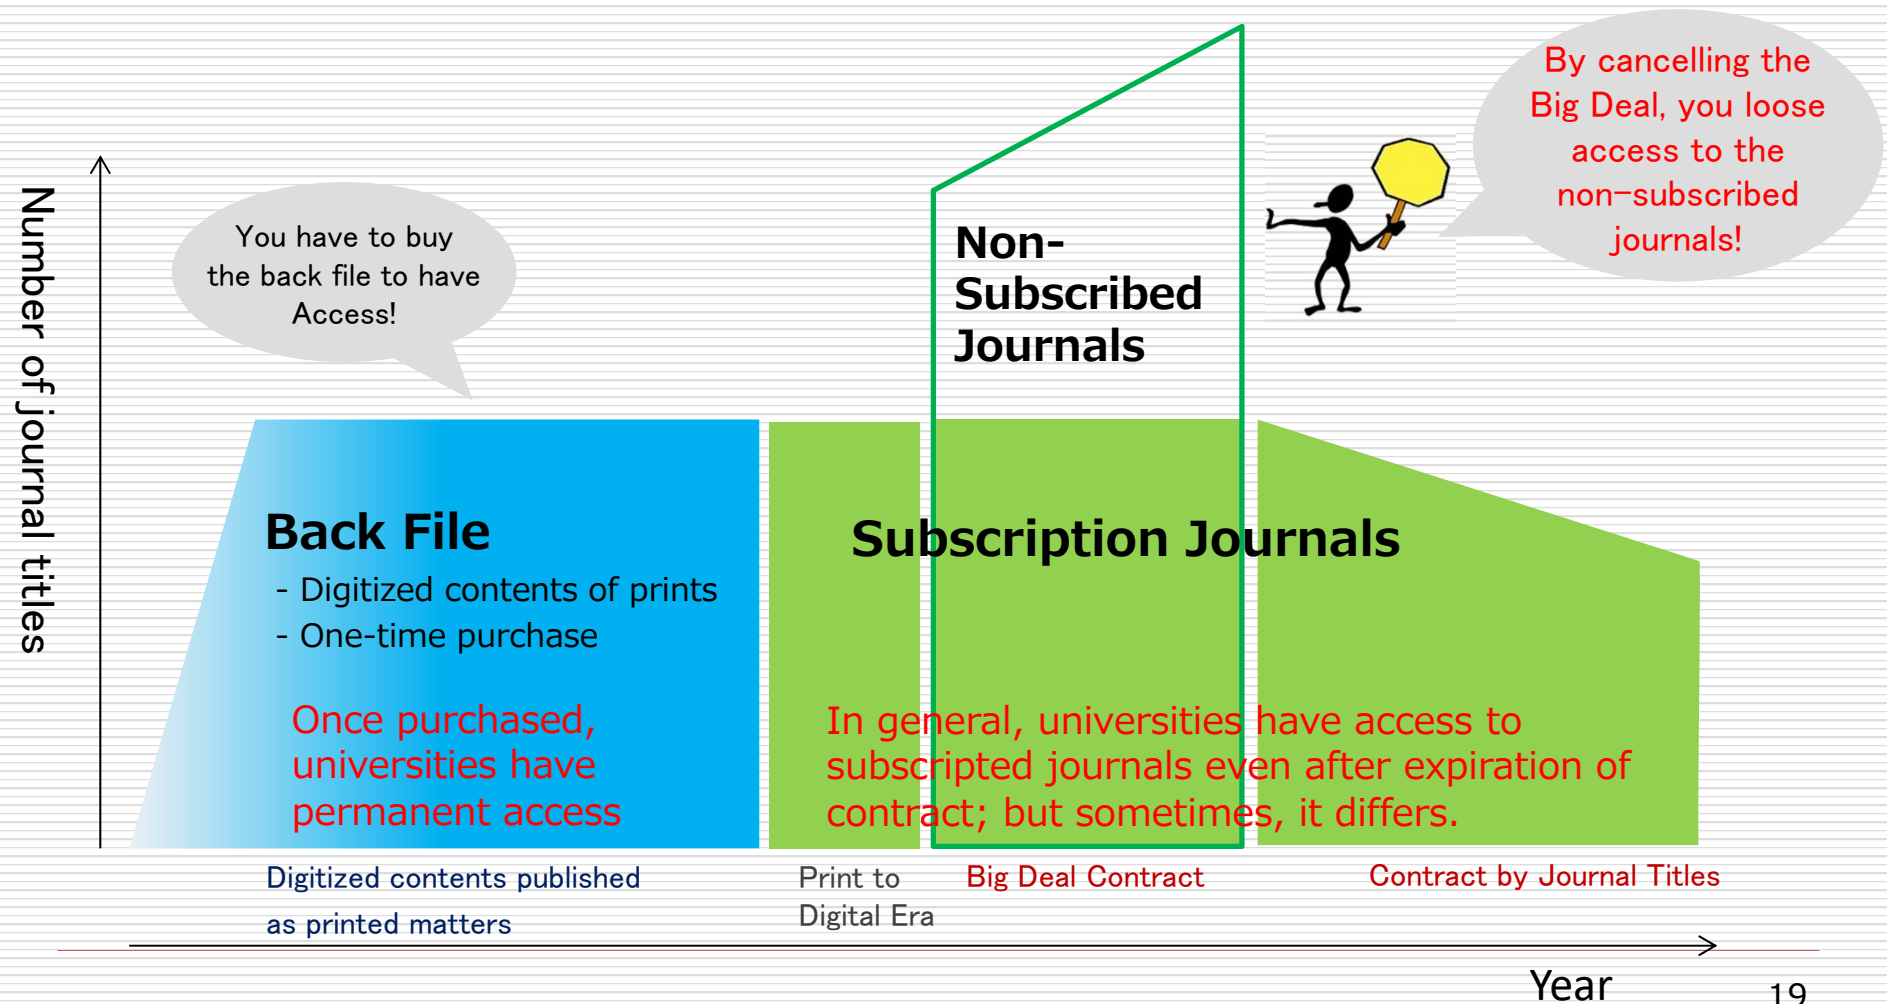 Number of journal titles
You have to buy
the back file to have
Access!
Non-
Subscribed
Journals
By cancelling the
Big Deal, you loose
access to the
non-subscribed
journals!
Back File
- Digitized contents of prints
- One-time purchase
Once purchased,
universities have
permanent access
Subscription Journals
In general, universities have access to
subscripted journals even after expiration of
contract; but sometimes, it differs.
Digitized contents published
as printed matters
Print to
Digital Era
Big Deal Contract
Contract by Journal Titles
Year
19